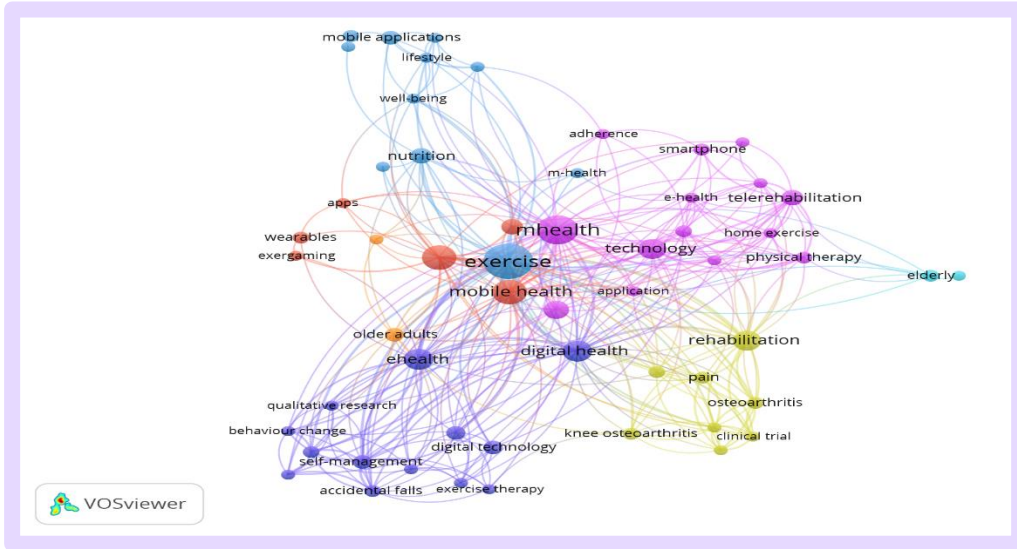 mobile applications
lifestyle
well-being
adherence
smartphone
nutrition
m-health
e-health
telerehabilitation
apps
mhealth
home exercise
wearables
technology
exergaming
physical therapy
exercise
elderly
mobile health
application
older adults
rehabilitation
ehealth
digital health
pain
qualitative research
osteoarthritis
behaviour change
knee osteoarthritis
clinical trial
digital technology
self-management
accidental falls
exercise therapy
VOSviewer